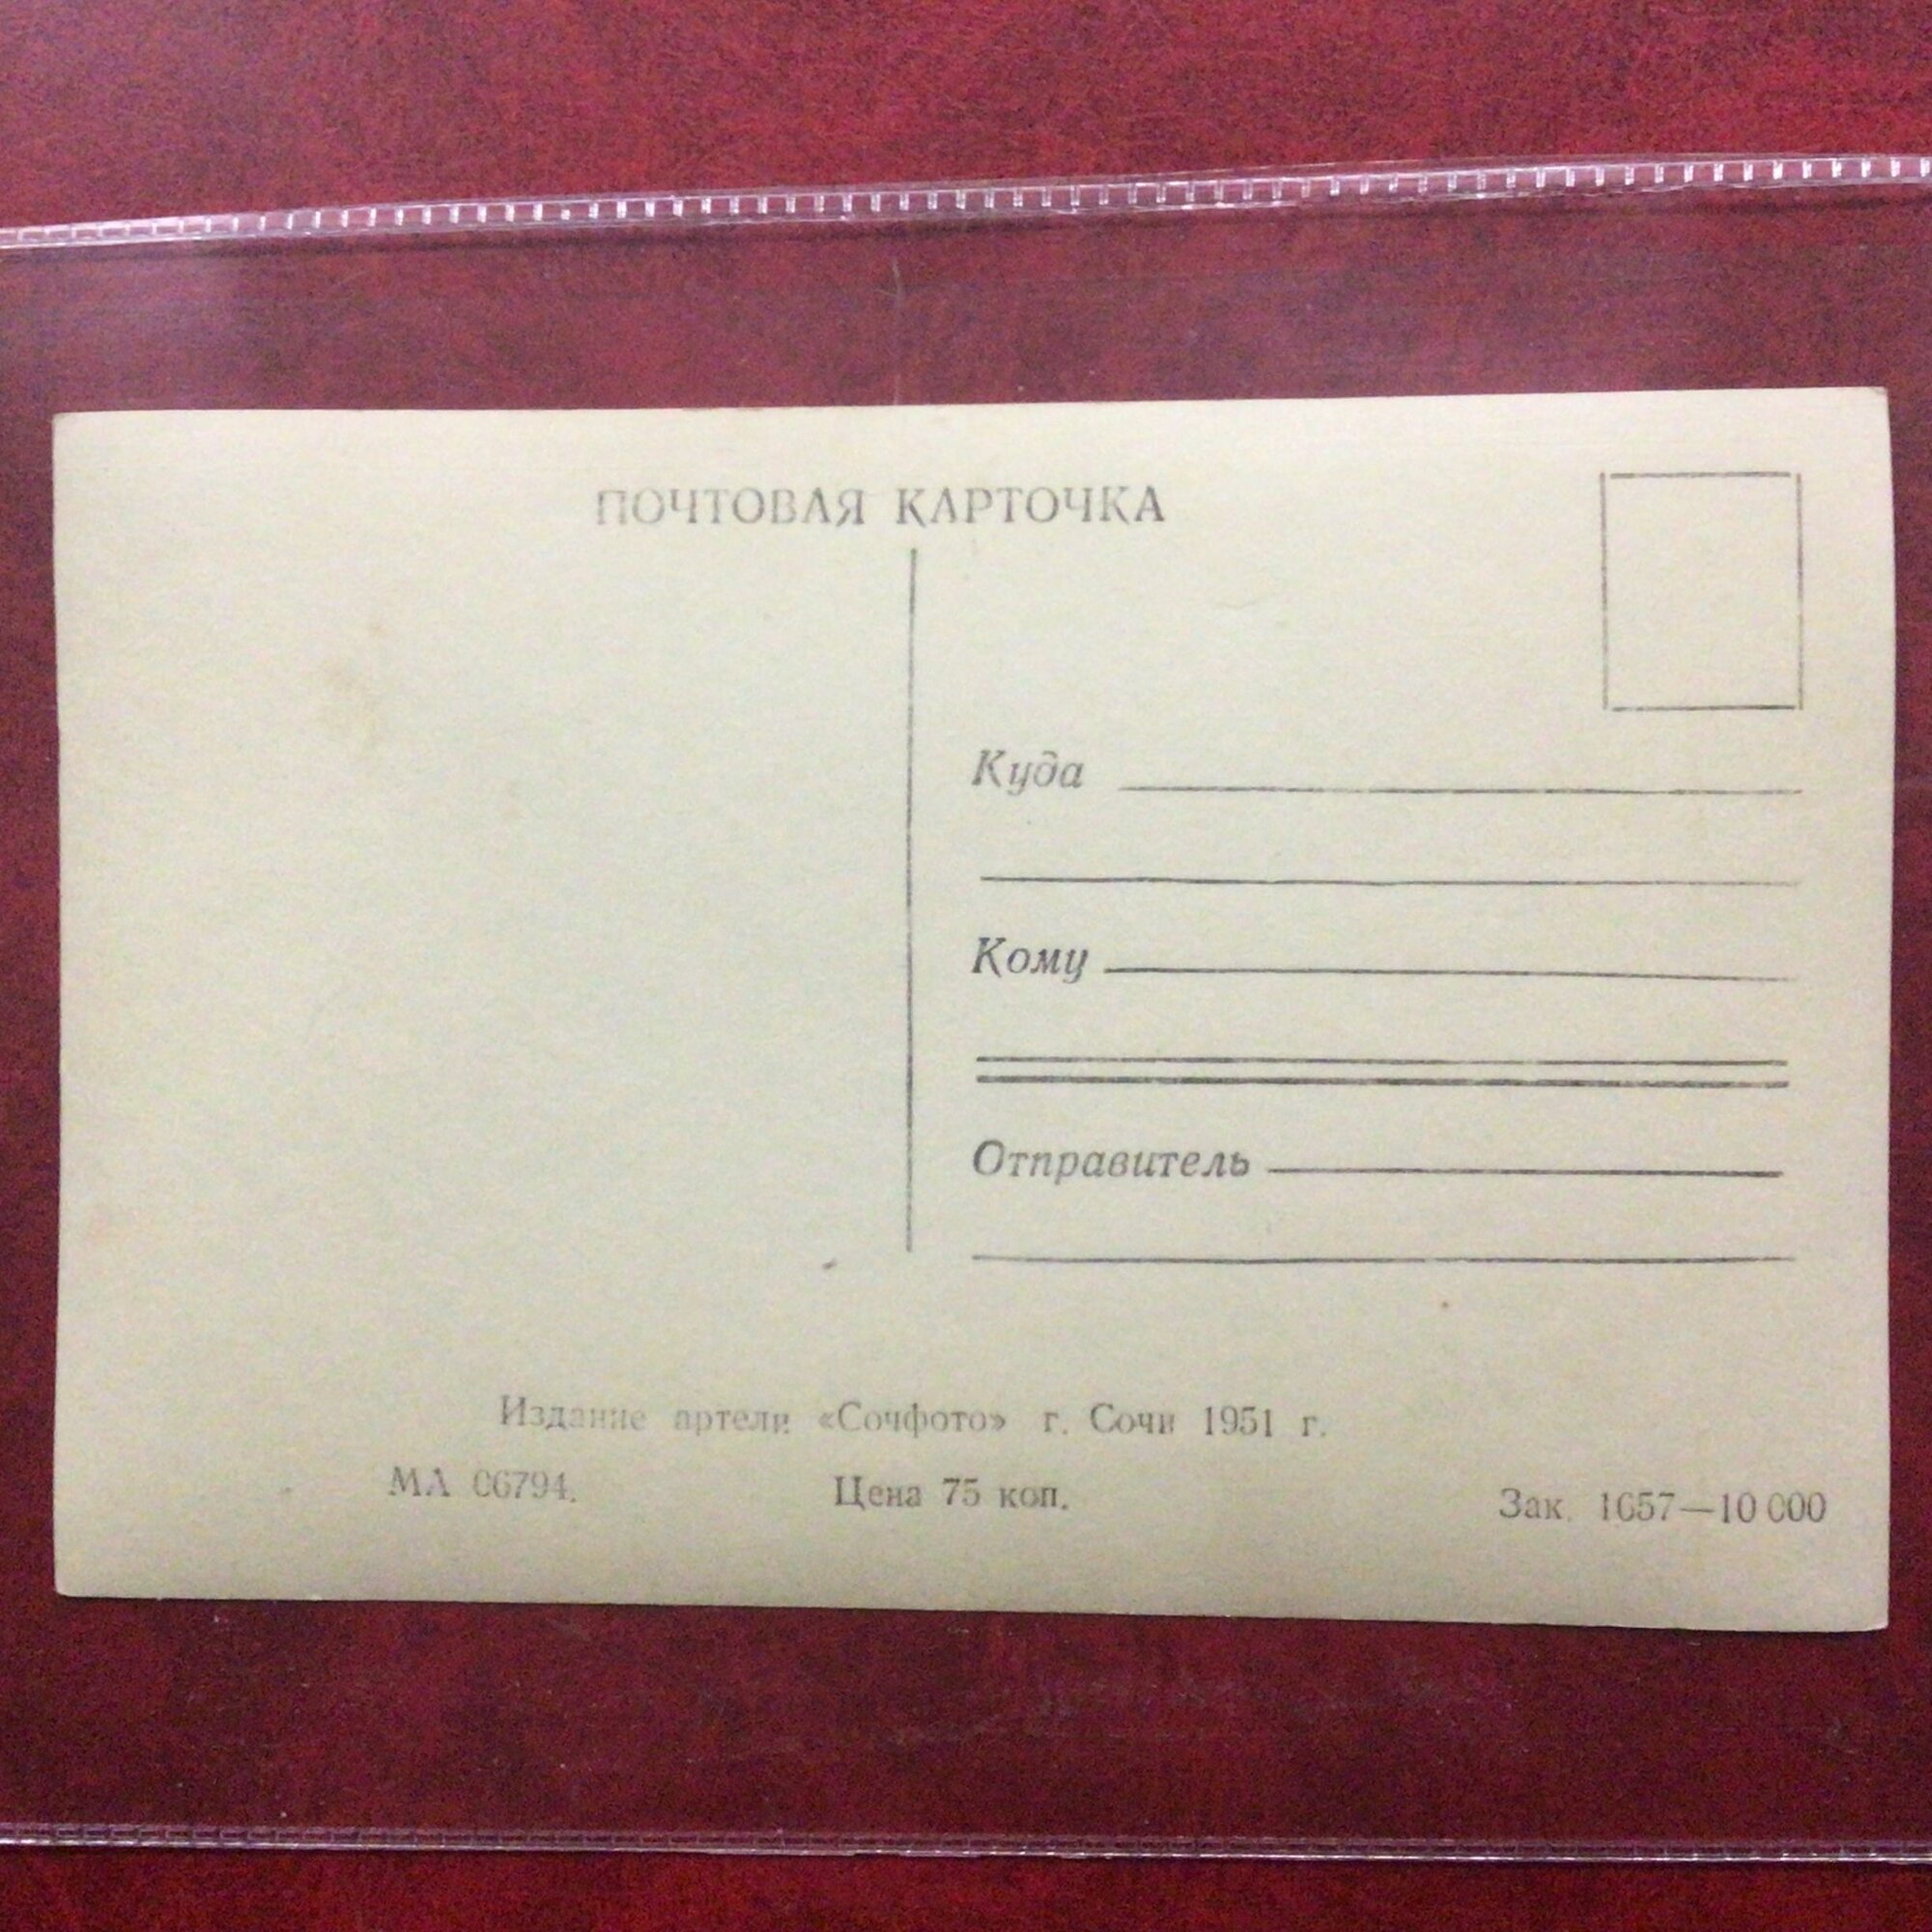 ПОЧТОВАЯ КАРТОЧКА
Куда
Кому
Отправитель
Издание артели «Сочфото» г. Сочи 1951 г.
МА 06794.
Цена 75 коп.
Зак. 1657—10 000